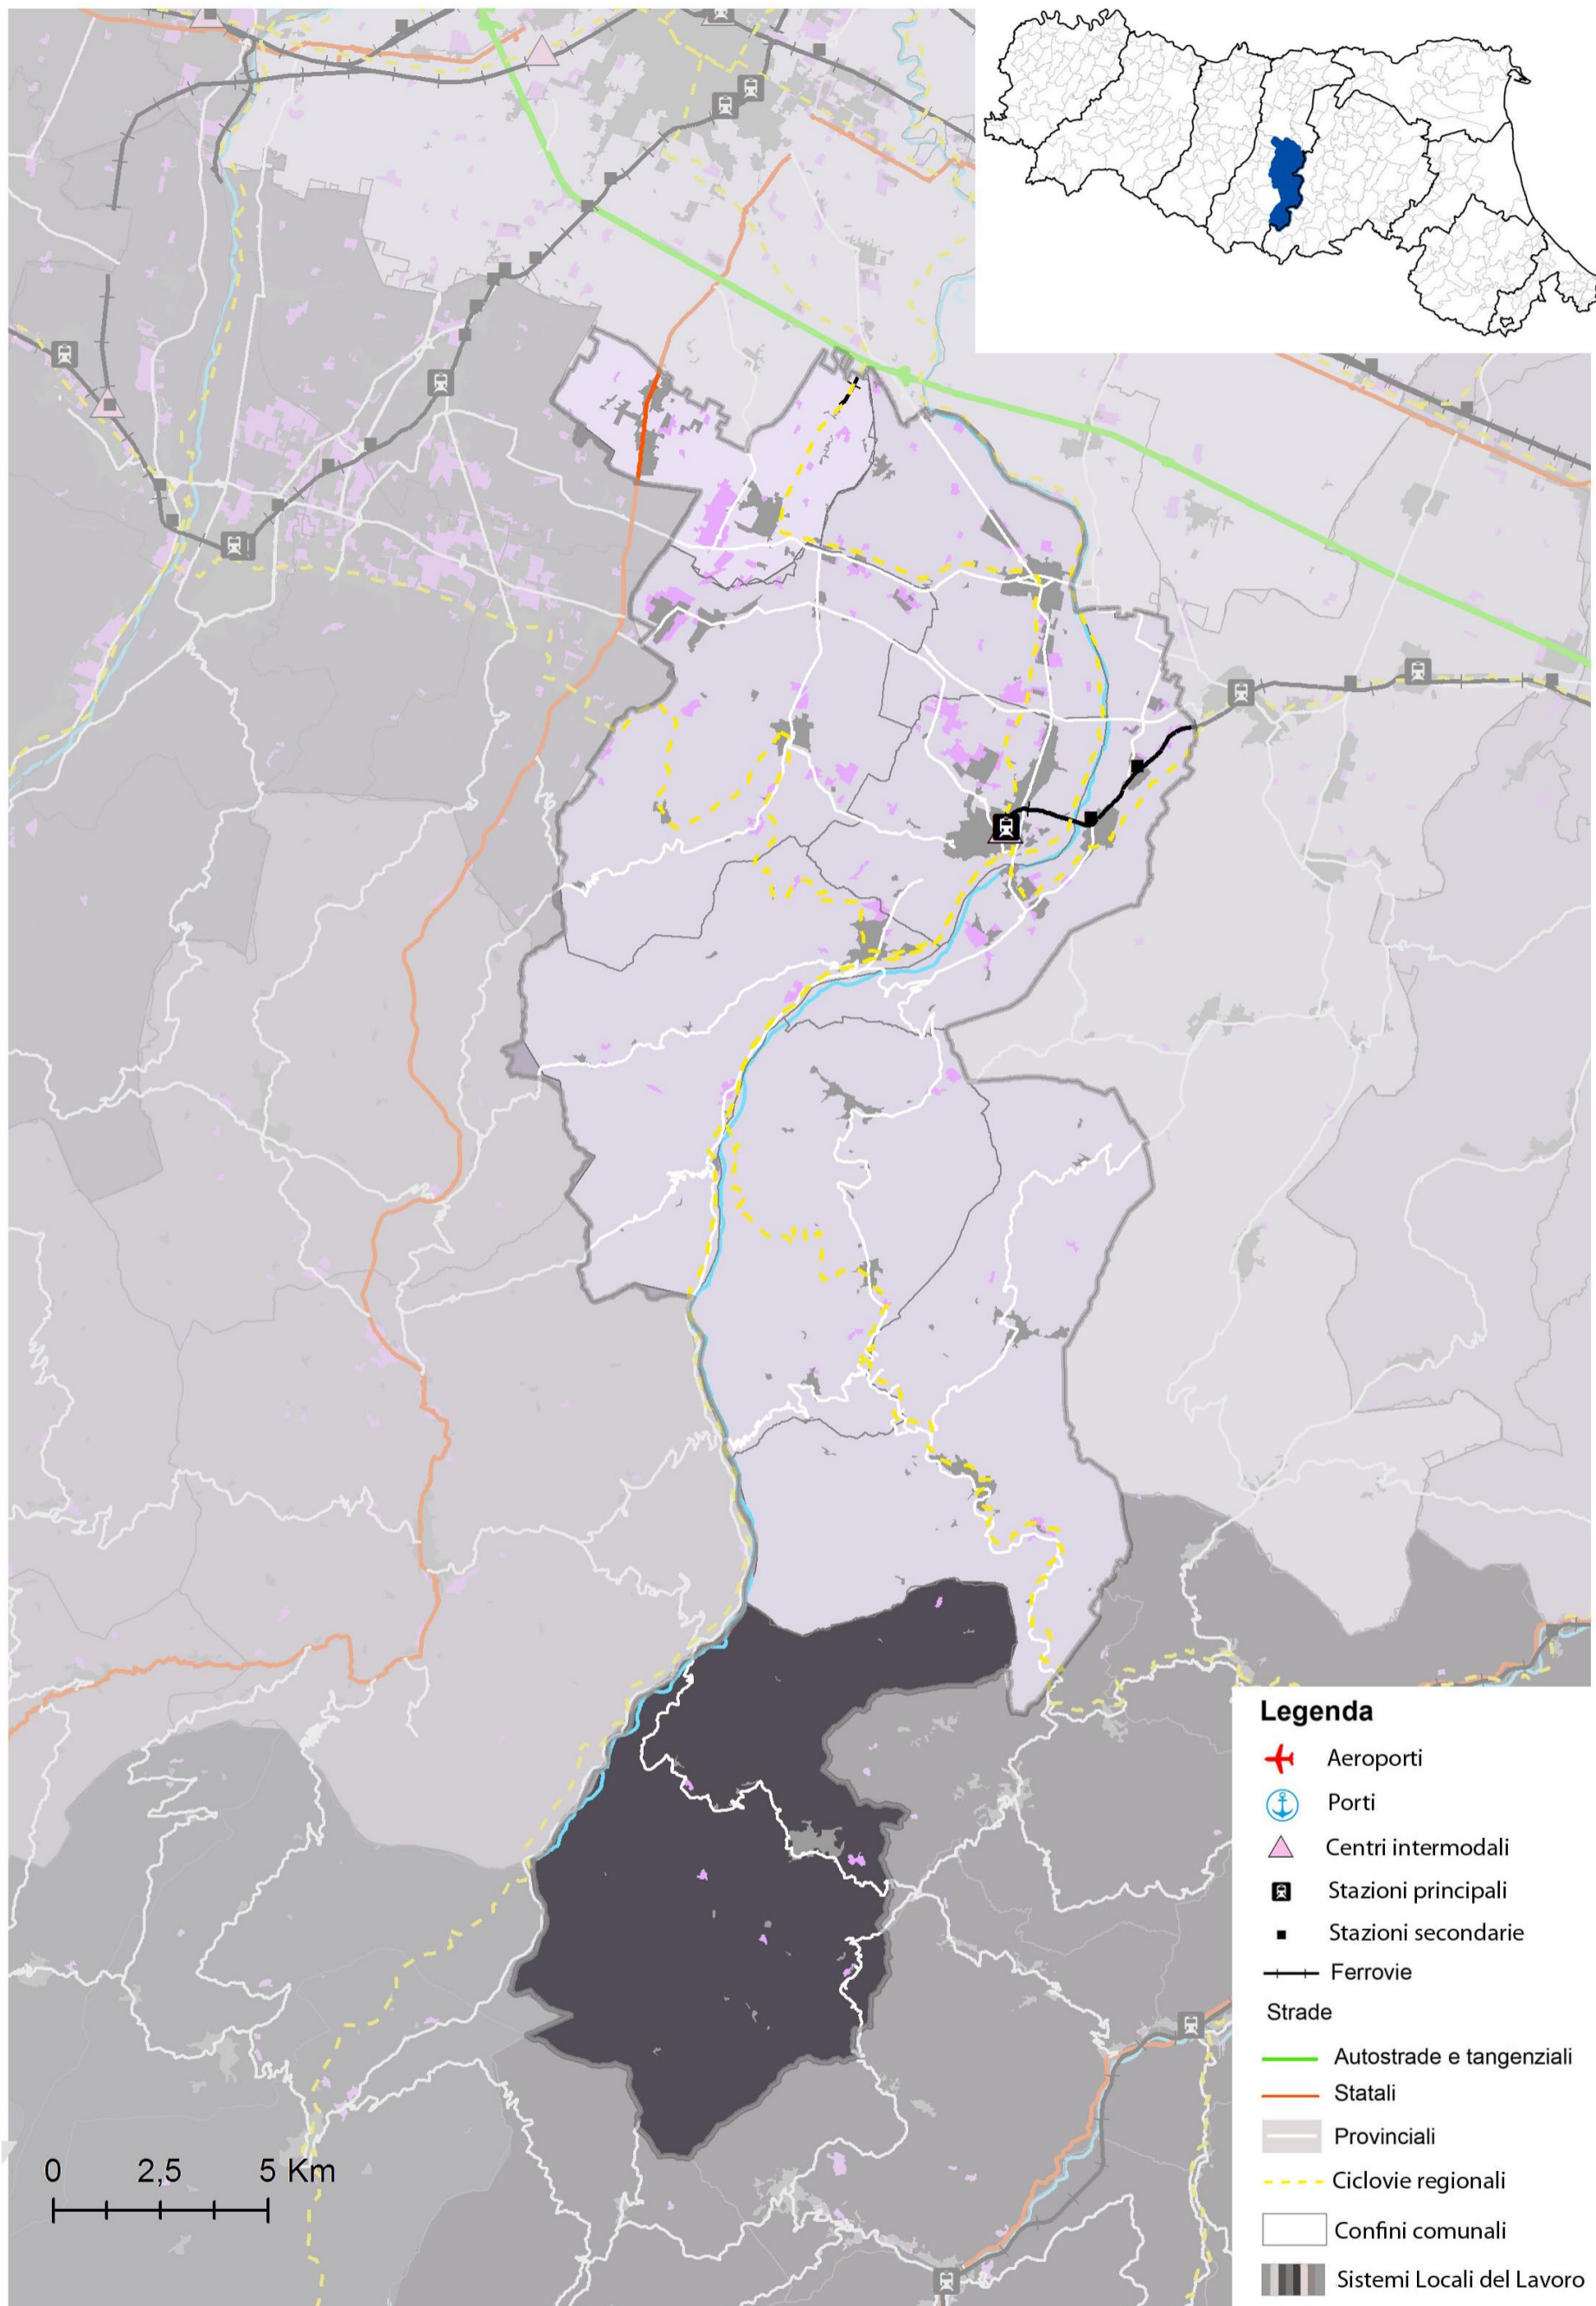 Legenda
Aeroporti
Porti
Centri intermodali
Stazioni principali
Stazioni secondarie
Ferrovie
Strade
Autostrade e tangenziali
Statali
Provinciali
Ciclovie regionali
Confini comunali
Sistemi Locali del Lavoro
0 2,5 5 Km